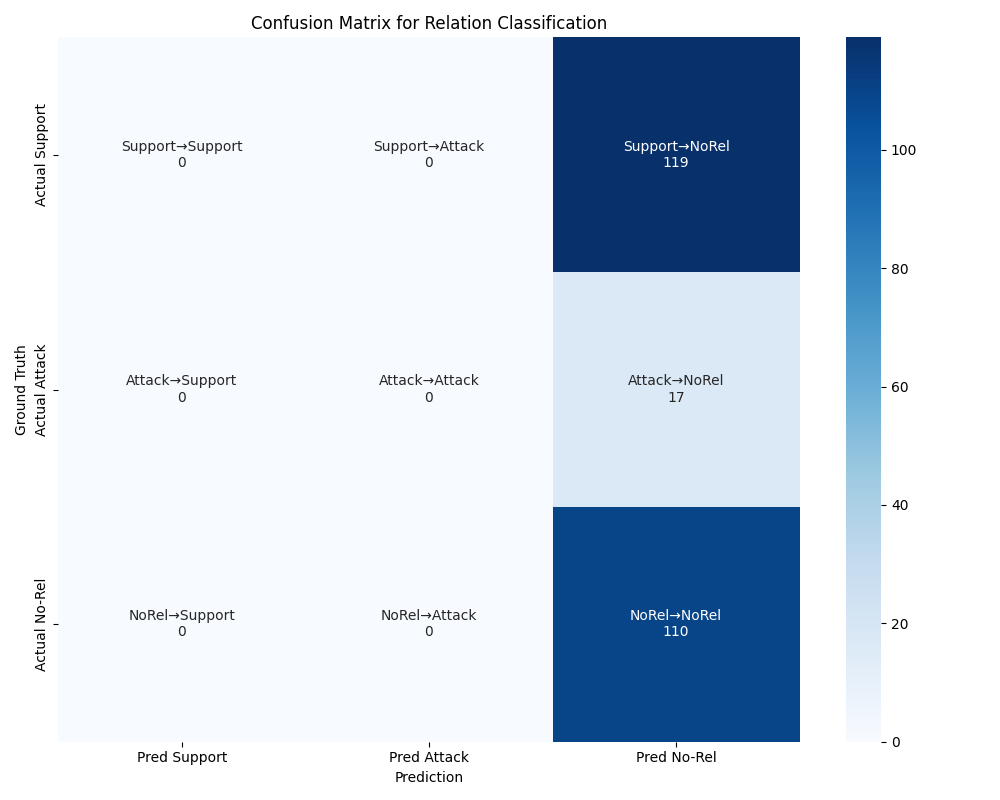 Confusion Matrix for Relation Classification
Ground Truth
Actual Support
Support→Support
0
Support→Attack
0
Support→NoRel
119
Actual Attack
Attack→Support
0
Attack→Attack
0
Attack→NoRel
17
Actual No-Rel
NoRel→Support
0
NoRel→Attack
0
NoRel→NoRel
110
Pred Support
Pred Attack
Pred No-Rel
Prediction
100
80
60
40
20
0